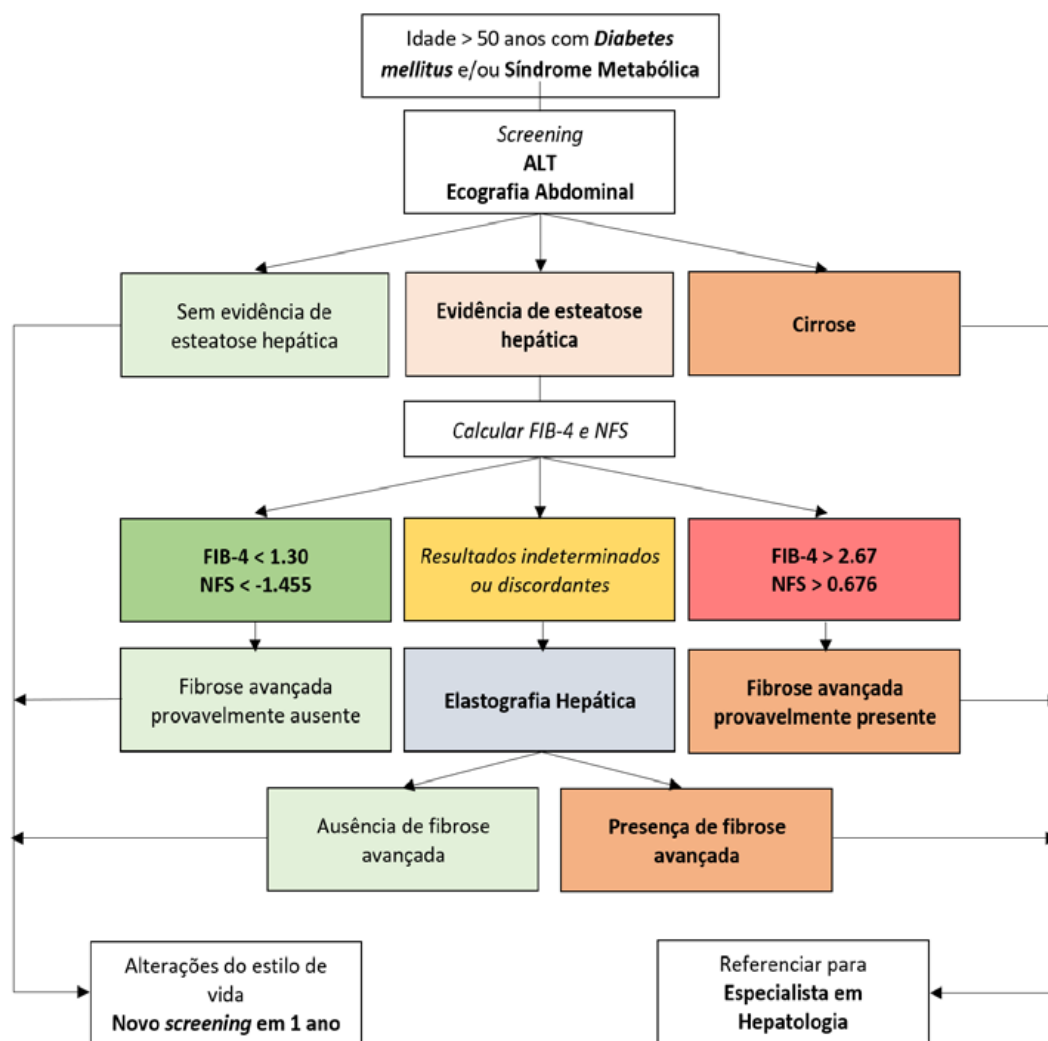 Idade > 50 anos com Diabetes
mellitus e/ou Síndrome Metabólica
Screening
ALT
Ecografia Abdominal
Sem evidência de
esteatose hepática
Evidência de esteatose
hepática
Cirrose
Calcular FIB-4 e NFS
FIB-4 < 1.30
NFS < -1.455
Resultados indeterminados
ou discordantes
FIB-4 > 2.67
NFS > 0.676
Fibrose avançada
provavelmente ausente
Elastografia Hepática
Fibrose avançada
provavelmente presente
Ausência de fibrose
avançada
Presença de fibrose
avançada
Alterações do estilo de
vida
Novo screening em 1 ano
Referenciar para
Especialista em
Hepatologia